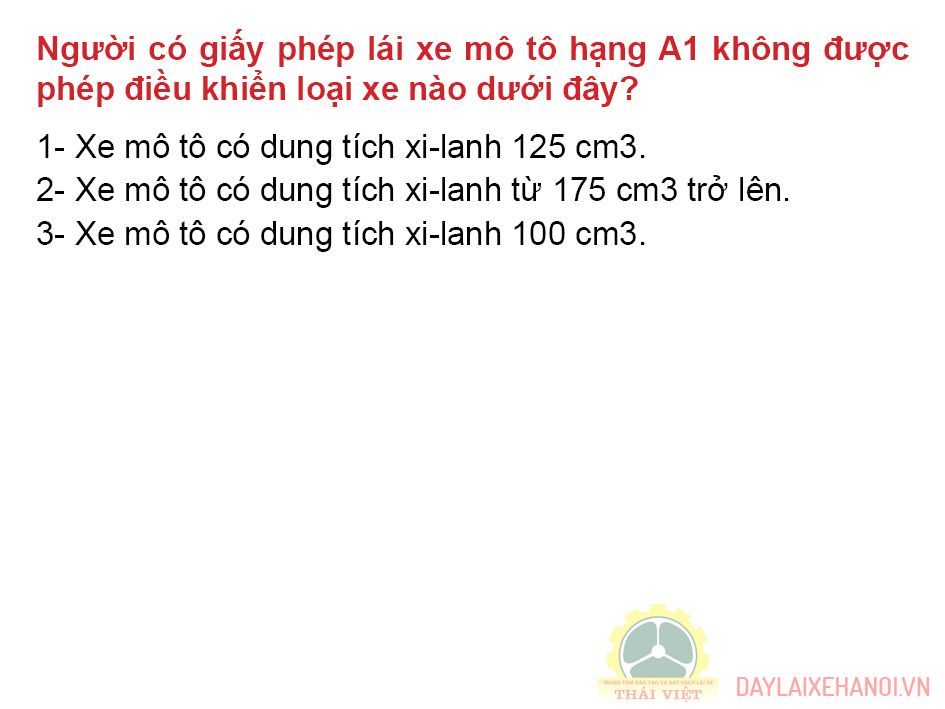 Người có giấy phép lái xe mô tô hạng A1 không được
phép điều khiển loại xe nào dưới đây?
1- Xe mô tô có dung tích xi-lanh 125 cm3.
2- Xe mô tô có dung tích xi-lanh từ 175 cm3 trở lên.
3- Xe mô tô có dung tích xi-lanh 100 cm3.
TRUNG TÂM ĐÀO TẠO VÀ SÁT HẠCH LÁI XE
THÁI VIỆT
DAYLAIXEHANOI.VN